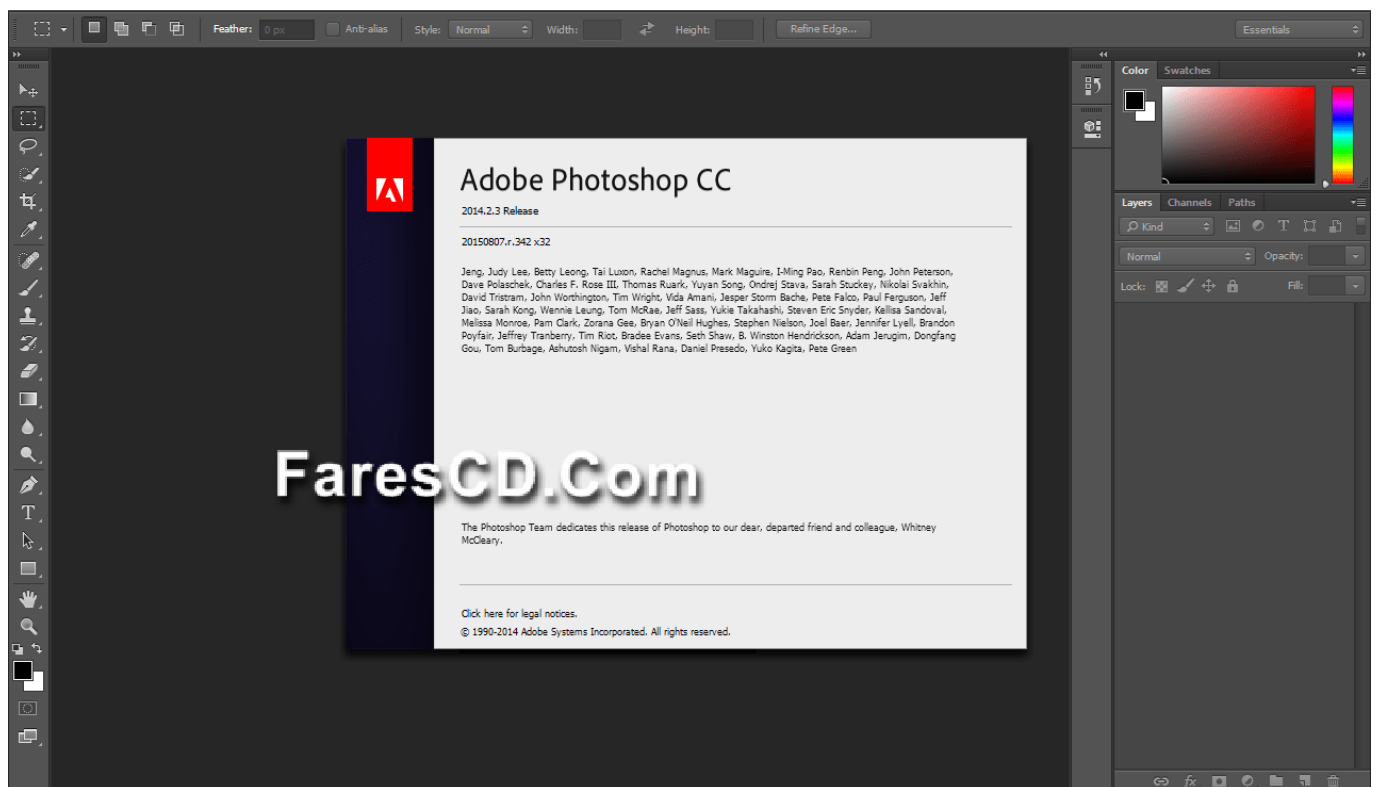 Feather: 0 px Anti-alias Style: Normal Width: Height: Refine Edge... Essentials
Color Swatches
Adobe Photoshop CC
2014.2.3 Release
20150807.r.342 x32
Jeng, Judy Lee, Betty Leong, Tai Luxon, Rachel Magnus, Mark Maguire, I-Ming Pao, Renbin Peng, John Peterson,
Dave Polaschek, Charles F. Rose III, Thomas Ruark, Yuyan Song, Ondrej Stava, Sarah Stuckey, Nikolai Svakhin,
David Tristram, John Worthington, Tim Wright, Vida Amani, Jesper Storm Bache, Pete Falco, Paul Ferguson, Jeff
Jiao, Sarah Kong, Wennie Leung, Tom McRae, Jeff Sass, Yukie Takahashi, Steven Eric Snyder, Kellisa Sandoval,
Melissa Monroe, Pam Clark, Zorana Gee, Bryan O'Neil Hughes, Stephen Nielson, Joel Baer, Jennifer Lyell, Brandon
Poyfair, Jeffrey Tranberry, Tim Riot, Bradee Evans, Seth Shaw, B. Winston Hendrickson, Adam Jerugim, Dongfang
Gou, Tom Burbage, Ashutosh Nigam, Vishal Rana, Daniel Presedo, Yuko Kagita, Pete Green
FaresCD.Com
The Photoshop Team dedicates this release of Photoshop to our dear, departed friend and colleague, Whitney
McCleary.
Click here for legal notices.
© 1990-2014 Adobe Systems Incorporated. All rights reserved.
Layers Channels Paths
Kind
Normal Opacity:
Lock: Fill: